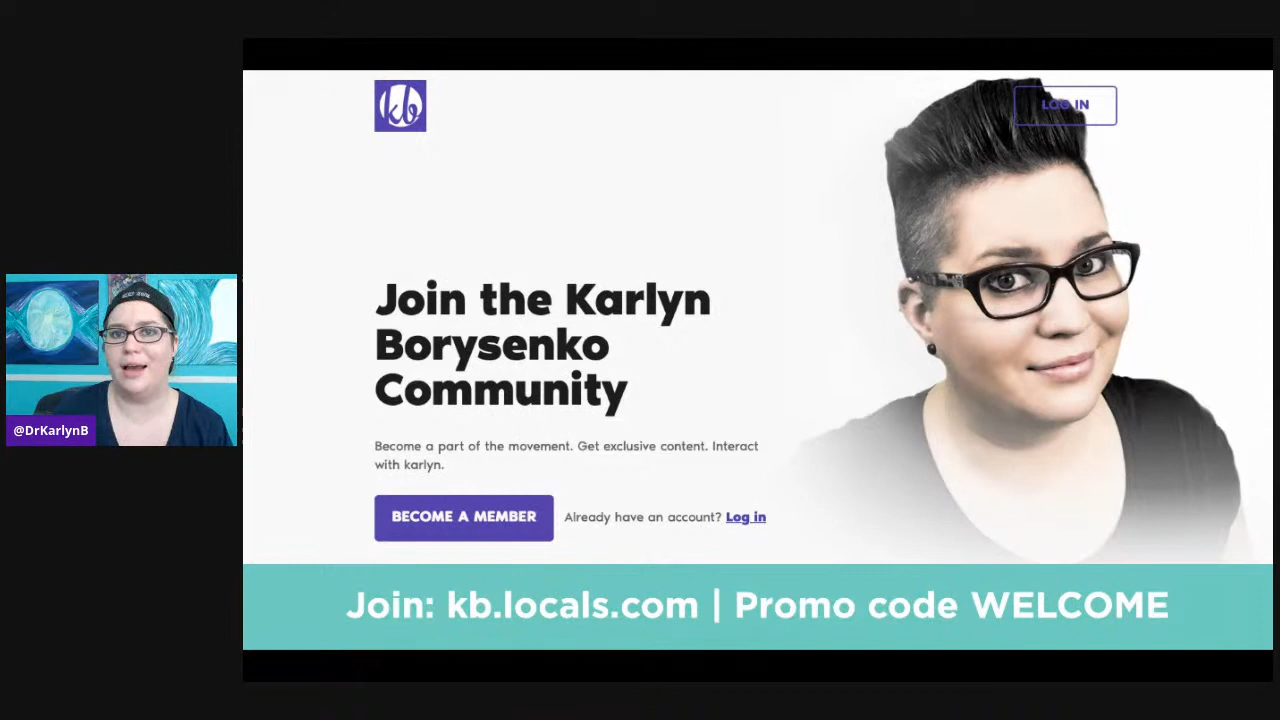 kb
LOG IN
Join the Karlyn
Borysenko
Community
Become a part of the movement. Get exclusive content. Interact
with karlyn.
BECOME A MEMBER
Already have an account? Log in
@DrKarlynB
Join: kb.locals.com | Promo code WELCOME